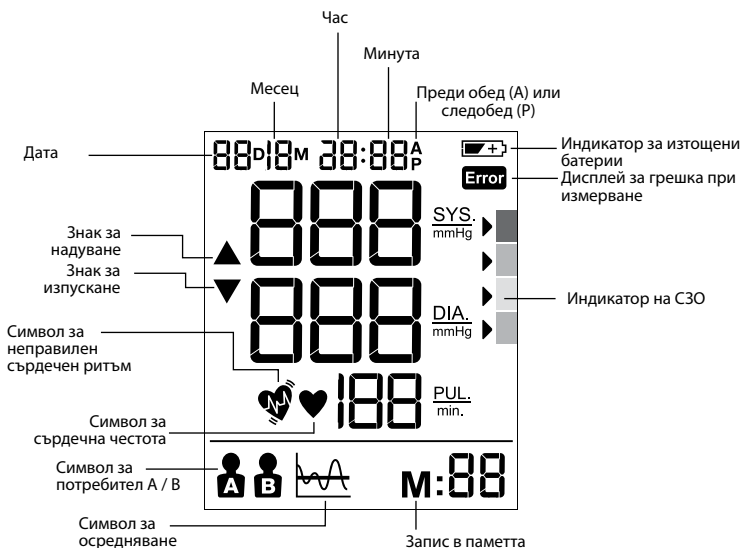 Час
Минута
Месец
Преди обед (A) или
следобед (P)
Дата
88D18M 28:88 A
P
Индикатор за изтощени
батерии
Error
Дисплей за грешка при
измерване
888
SYS.
mmHg
Знак за
надуване
Знак за
изпускане
888
DIA.
mmHg
Индикатор на СЗО
Символ за
неправилен
сърдечен ритъм
188
PUL.
min.
Символ за
сърдечна честота
Символ за
потребител A / B
A B
M:88
Символ за
осредняване
Запис в паметта